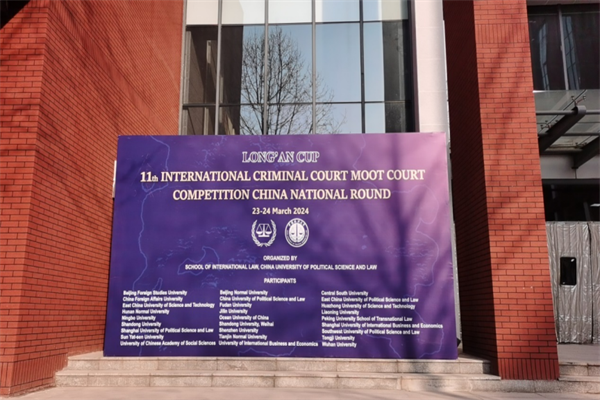 LONG'AN CUP
11th INTERNATIONAL CRIMINAL COURT MOOT COURT
COMPETITION CHINA NATIONAL ROUND
23-24 March 2024
ORGANIZED BY
SCHOOL OF INTERNATIONAL LAW, CHINA UNIVERSITY OF POLITICAL SCIENCE AND LAW
PARTICIPANTS
Beijing Foreign Studies University
China Foreign Affairs University
East China University of Science and Technology
Hunan Normal University
Ningbo University
Shandong University
Shanghai University of Political Science and Law
Sun Yat-sen University
University of Chinese Academy of Social Sciences
Beijing Normal University
China University of Political Science and Law
Fudan University
Jilin University
Ocean University of China
Shandong University, Weihai
Shenzhen University
Tianjin Normal University
University of International Business and Economics
Central South University
East China University of Political Science and Law
Huazhong University of Science and Technology
Liaoning University
Peking University School of Transnational Law
Shanghai University of International Business and Economics
Southwest University of Political Science and Law
Tongji University
Wuhan University